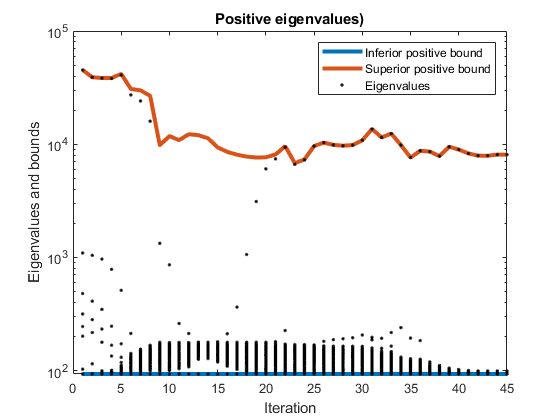 Positive eigenvalues)
10^5
Inferior positive bound
Superior positive bound
Eigenvalues
10^4
Eigenvalues and bounds
10^3
10^2
0 5 10 15 20 25 30 35 40 45
Iteration